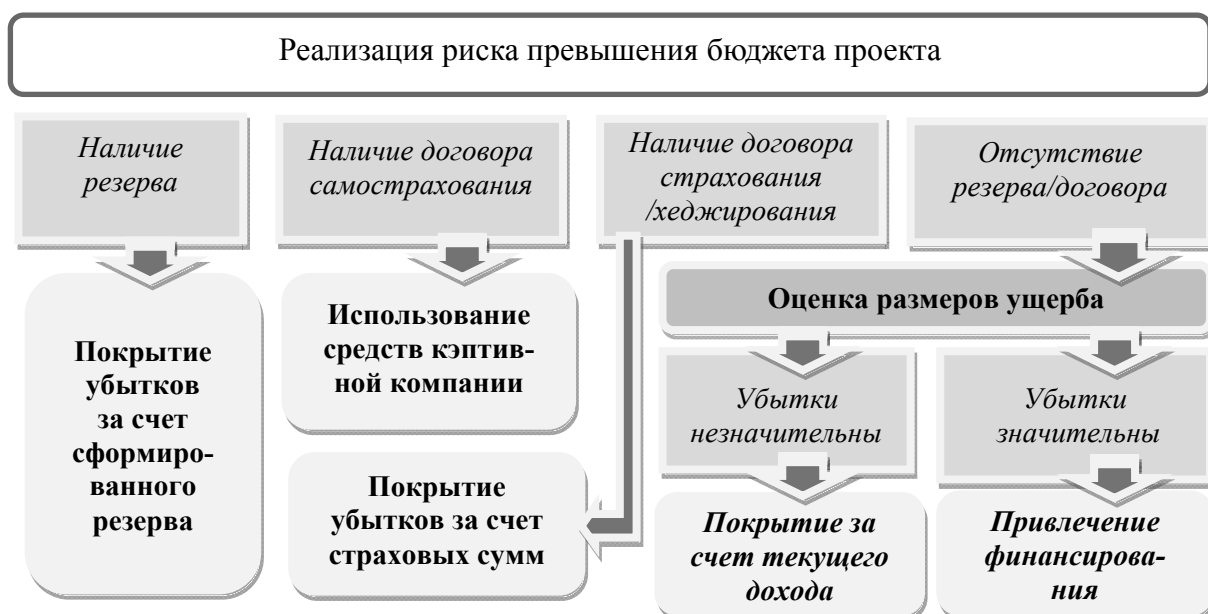 Реализация риска превышения бюджета проекта
Наличие
резерва
Наличие договора
самострахования
Наличие договора
страхования
/хеджирования
Отсутствие
резерва/договора
Покрытие
убытков
за счет
сформиро-
ванного
резерва
Использование
средств кэптив-
ной компании
Покрытие
убытков за счет
страховых сумм
Оценка размеров ущерба
Убытки
незначительны
Убытки
значительны
Покрытие за
счет текущего
дохода
Привлечение
финансирова-
ния